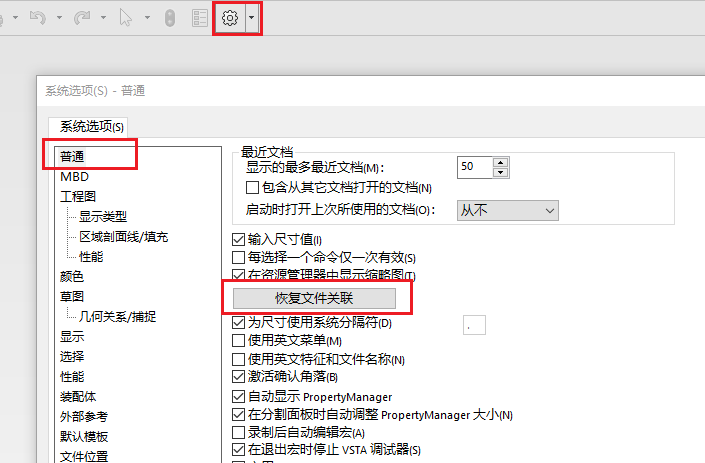 系统选项(S) - 普通
系统选项(S)
普通
MBD
工程图
显示类型
区域剖面线/填充
性能
颜色
草图
几何关系/捕捉
显示
选择
性能
装配体
外部参考
默认模板
文件位置
最近文档
显示的最多最近文档(M): 50
包含从其它文档打开的文档(N)
启动时打开上次所使用的文档(O): 从不
输入尺寸值(I)
每选择一个命令仅一次有效(S)
在资源管理器中显示缩略图(T)
恢复文件关联
为尺寸使用系统分隔符(D) .
使用英文菜单(M)
使用英文特征和文件名称(N)
激活确认角落(B)
自动显示 PropertyManager
在分割面板时自动调整 PropertyManager 大小(N)
录制后自动编辑宏(A)
在退出宏时停止 VSTA 调试器(S)